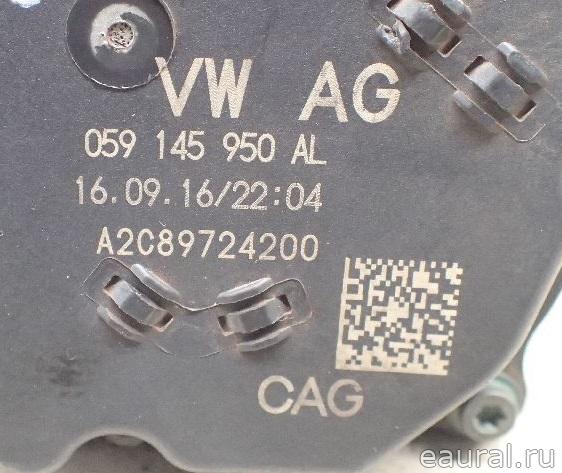 VW AG
059 145 950 AL
16.09.16/22:04
A2C89724200
CAG
eaural.ru